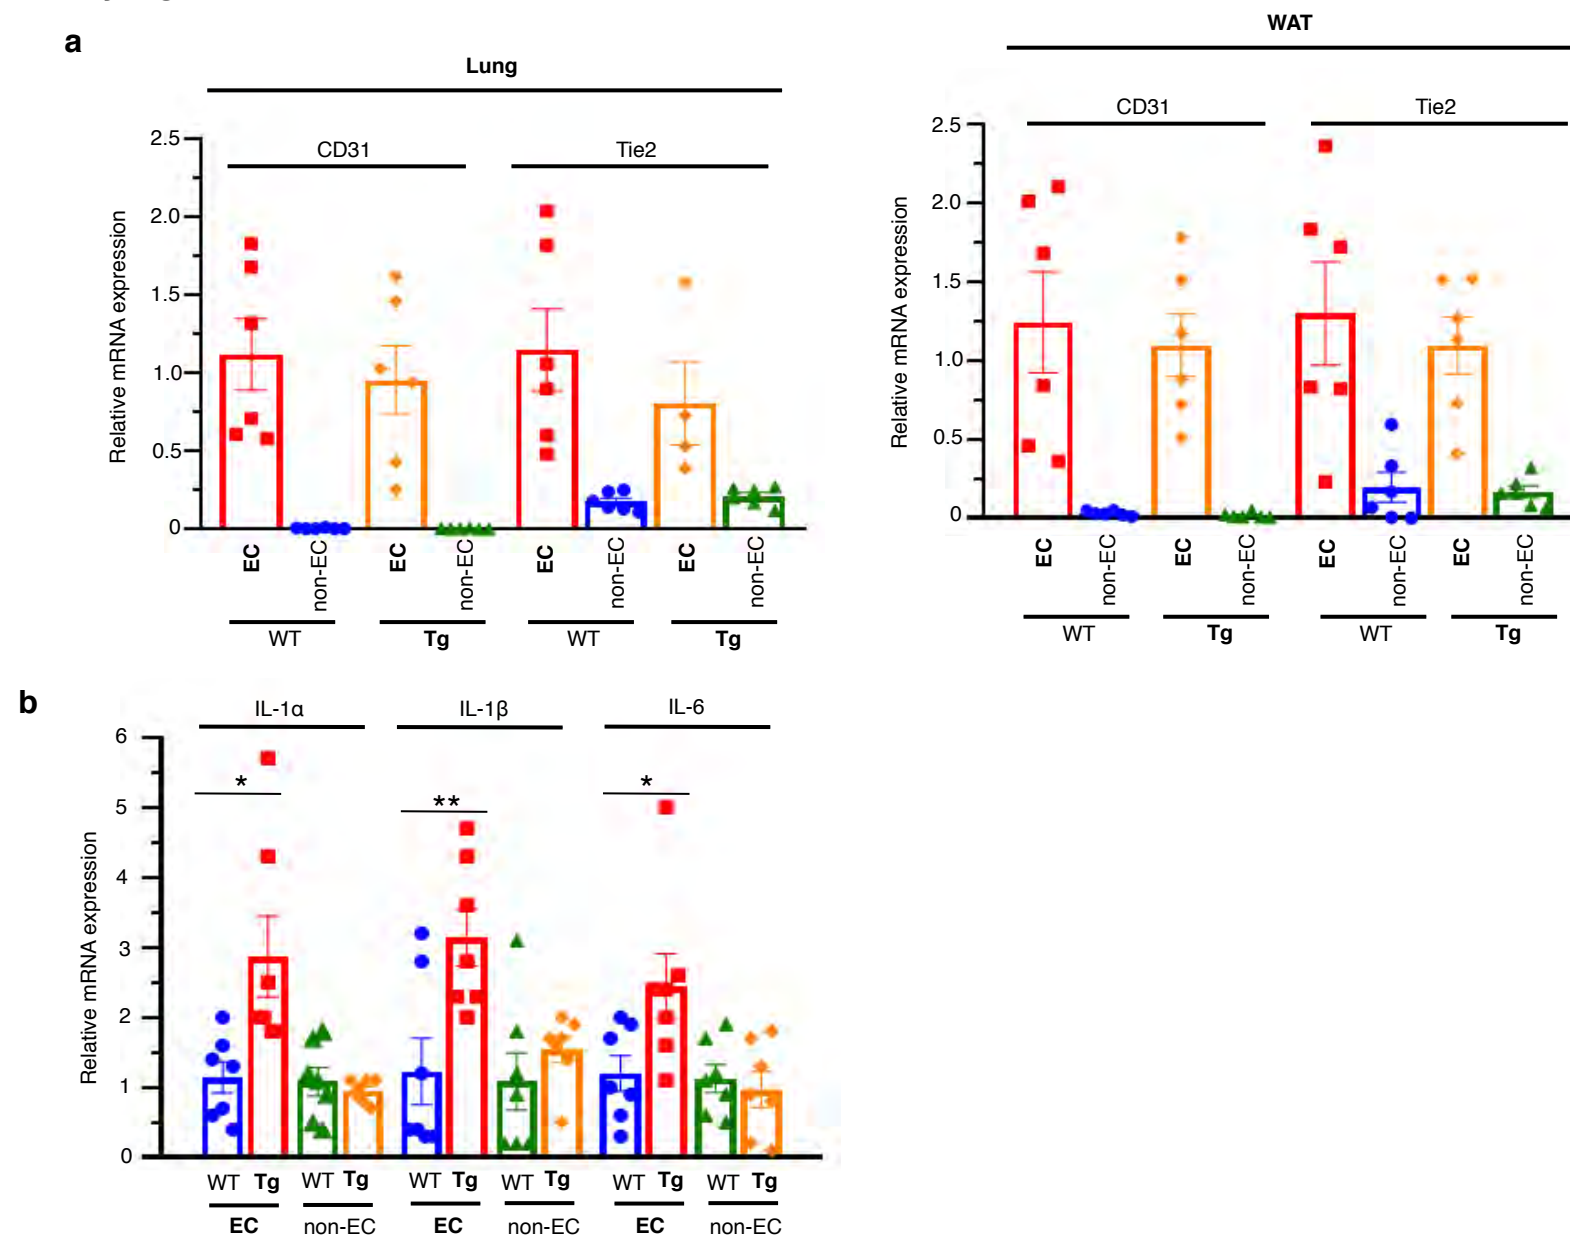 a
Lung
CD31
Tie2
Relative mRNA expression
2.5
2.0
1.5
1.0
0.5
0
EC
non-EC
EC
non-EC
EC
non-EC
EC
non-EC
WT
Tg
WT
Tg
WAT
CD31
Tie2
Relative mRNA expression
2.5
2.0
1.5
1.0
0.5
0
EC
non-EC
EC
non-EC
EC
non-EC
EC
non-EC
WT
Tg
WT
Tg
b
IL-1α
IL-1β
IL-6
*
**
*
Relative mRNA expression
6
5
4
3
2
1
0
WT Tg WT Tg WT Tg WT Tg WT Tg WT Tg
EC non-EC EC non-EC EC non-EC